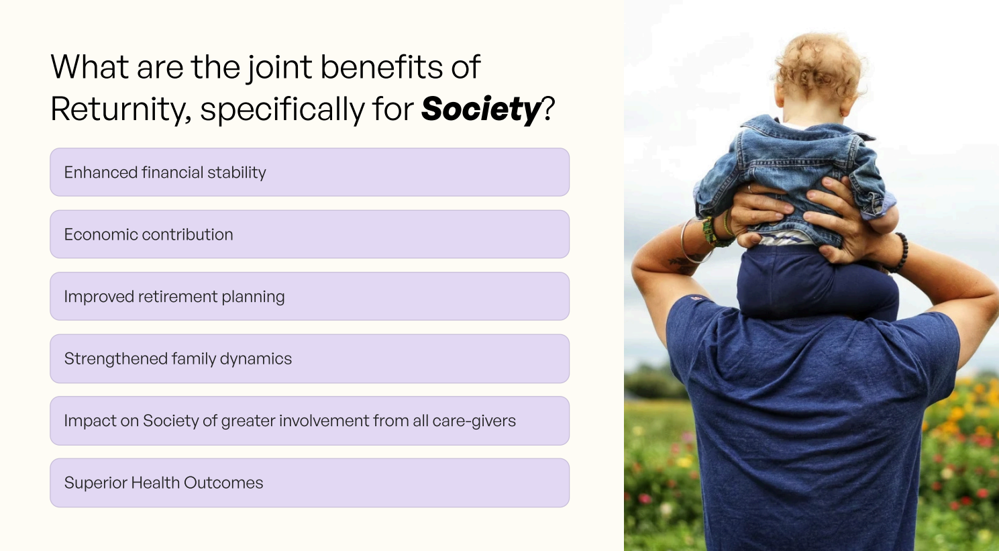 What are the joint benefits of
Returnity, specifically for Society?
Enhanced financial stability
Economic contribution
Improved retirement planning
Strengthened family dynamics
Impact on Society of greater involvement from all care-givers
Superior Health Outcomes